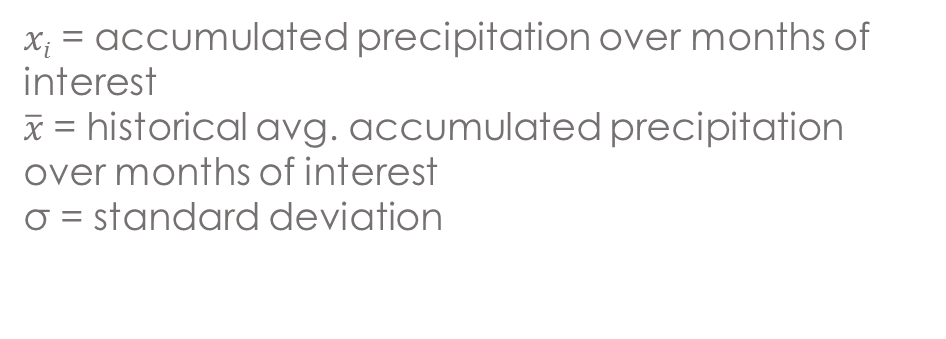 xᵢ = accumulated precipitation over months of
interest
x̄ = historical avg. accumulated precipitation
over months of interest
σ = standard deviation